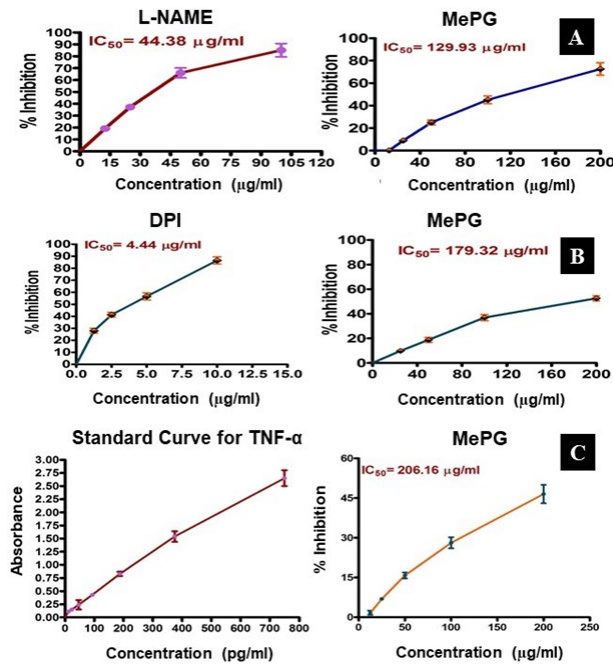 L-NAME
MePG
A
IC50= 44.38 µg/ml
IC50= 129.93 µg/ml
% Inhibition
100
90
80
70
60
50
40
30
20
10
0
0 15 30 45 60 75 90 105 120
Concentration (µg/ml)
% Inhibition
100
80
60
40
20
0
0 40 80 120 160 200
Concentration (µg/ml)
DPI
MePG
B
IC50= 4.44 µg/ml
IC50= 179.32 µg/ml
% Inhibition
100
90
80
70
60
50
40
30
20
10
0
0.0 2.5 5.0 7.5 10.0 12.5 15.0
Concentration (µg/ml)
% Inhibition
100
80
60
40
20
0
0 40 80 120 160 200
Concentration (µg/ml)
Standard Curve for TNF-α
MePG
C
IC50= 206.16 µg/ml
Absorbance
3.00
2.75
2.50
2.25
2.00
1.75
1.50
1.25
1.00
0.75
0.50
0.25
0.00
0 100 200 300 400 500 600 700 800
Concentration (pg/ml)
% Inhibition
60
45
30
15
0
0 50 100 150 200 250
Concentration (µg/ml)